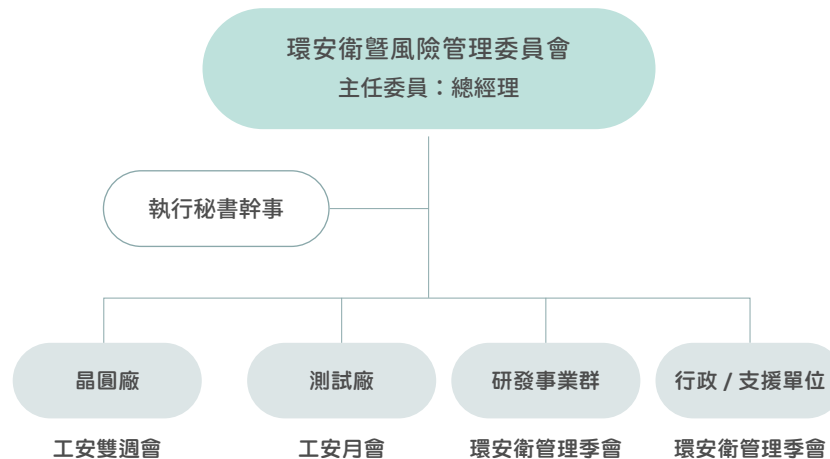 環安衛暨風險管理委員會
主任委員：總經理
執行秘書幹事
晶圓廠
測試廠
研發事業群
行政 / 支援單位
工安雙週會
工安月會
環安衛管理季會
環安衛管理季會